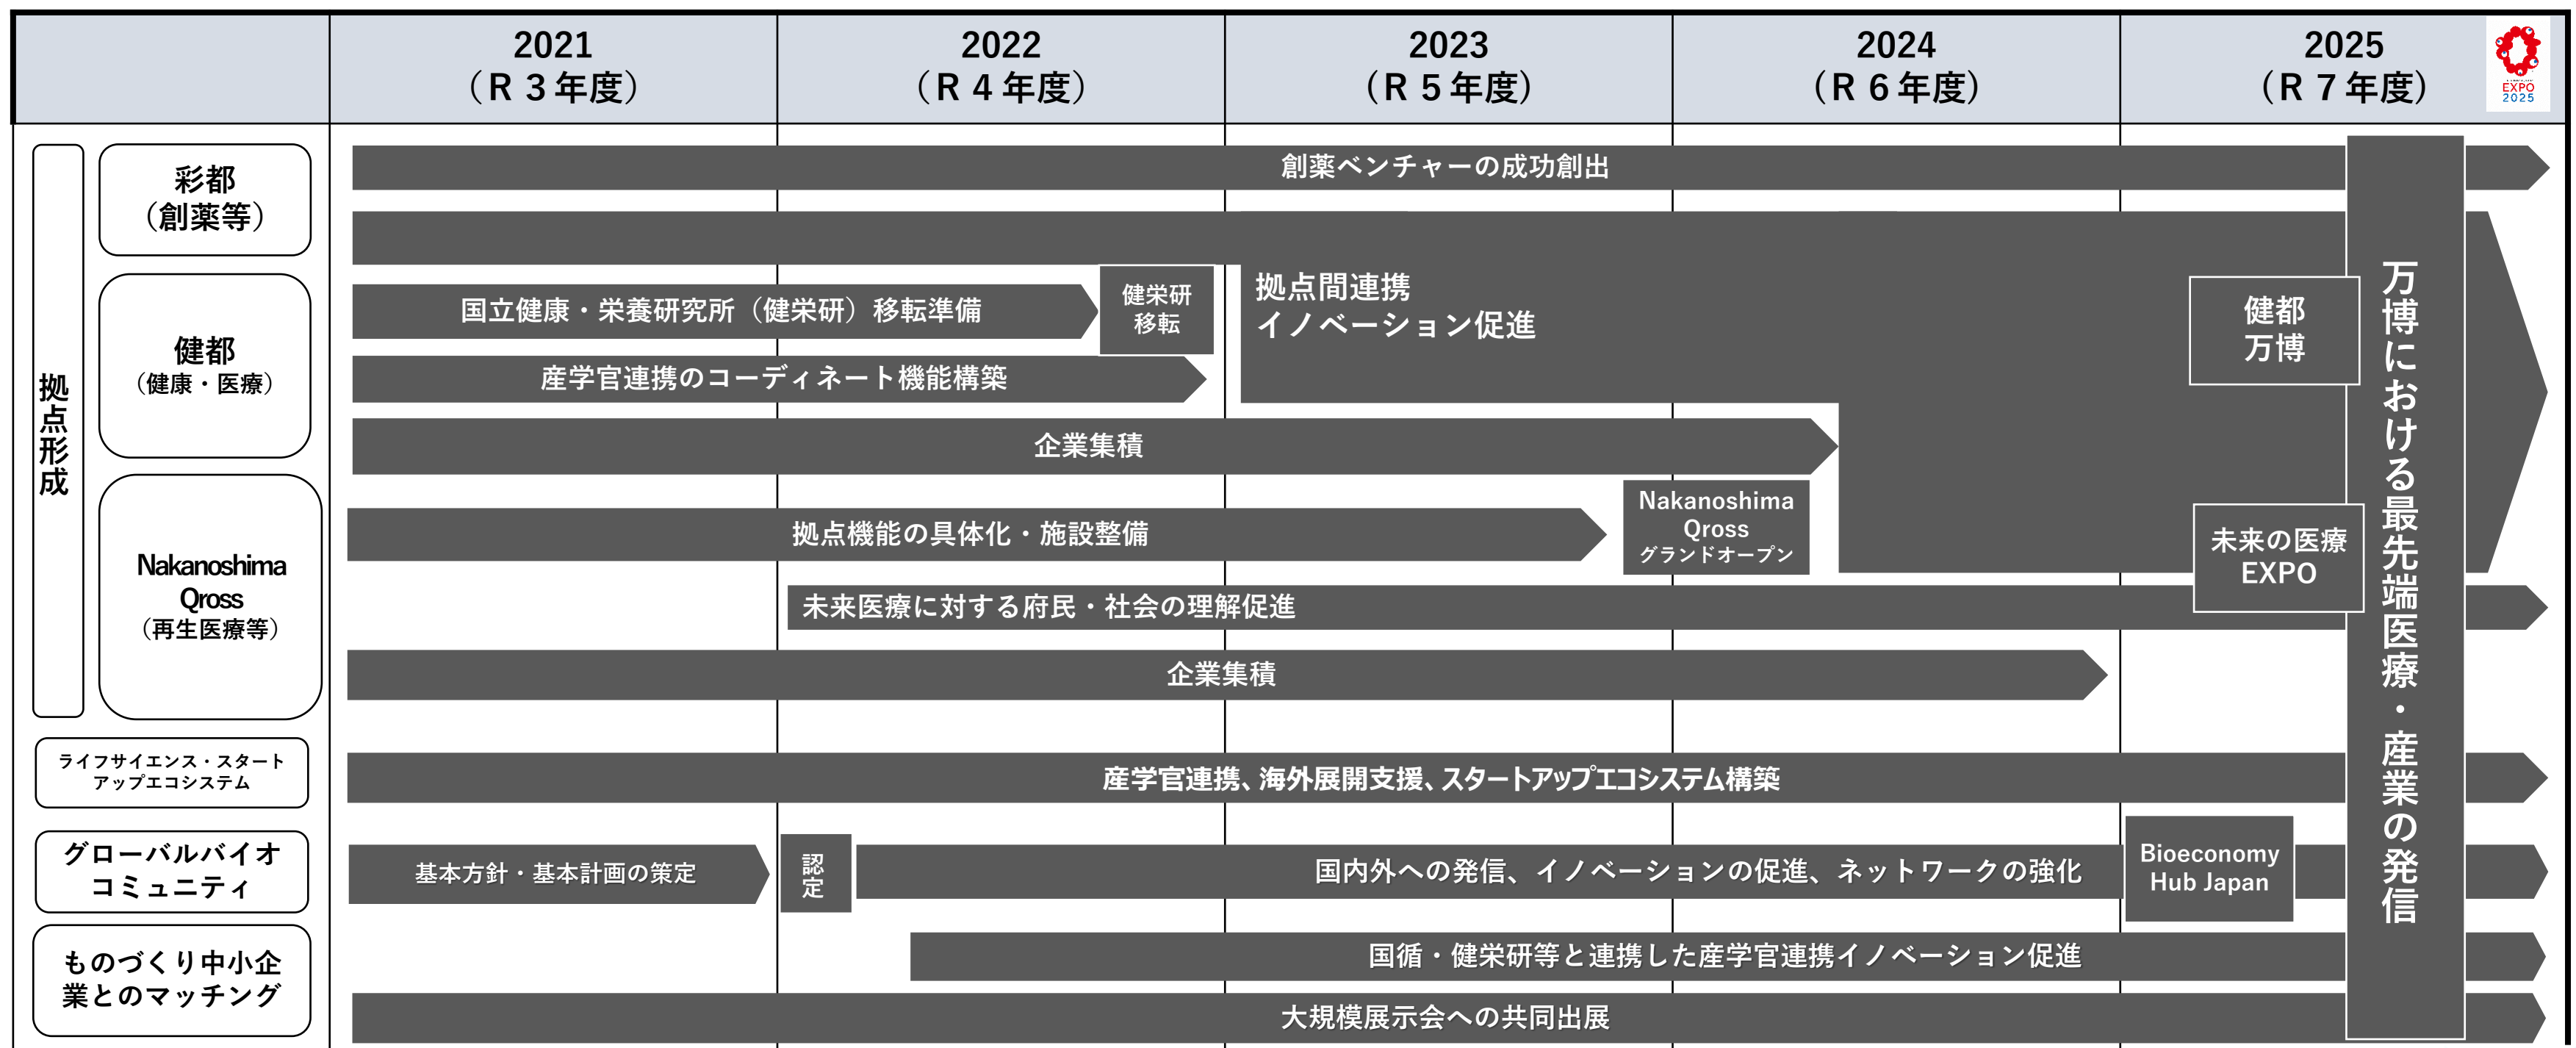 2021
（R３年度）
2022
（R４年度）
2023
（R５年度）
2024
（R６年度）
2025
（R７年度）
EXPO
2025
拠点形成
彩都
（創薬等）
創薬ベンチャーの成功創出
健都
（健康・医療）
国立健康・栄養研究所（健栄研）移転準備
健栄研
移転
拠点間連携
イノベーション促進
健都
万博
産学官連携のコーディネート機能構築
企業集積
Nakanoshima
Qross
（再生医療等）
拠点機能の具体化・施設整備
Nakanoshima
Qross
グランドオープン
未来の医療
EXPO
未来医療に対する府民・社会の理解促進
企業集積
万博における最先端医療・産業の発信
ライフサイエンス・スタート
アップエコシステム
産学官連携、海外展開支援、スタートアップエコシステム構築
グローバルバイオ
コミュニティ
基本方針・基本計画の策定
認定
国内外への発信、イノベーションの促進、ネットワークの強化
Bioeconomy
Hub Japan
ものづくり中小企
業とのマッチング
国循・健栄研等と連携した産学官連携イノベーション促進
大規模展示会への共同出展